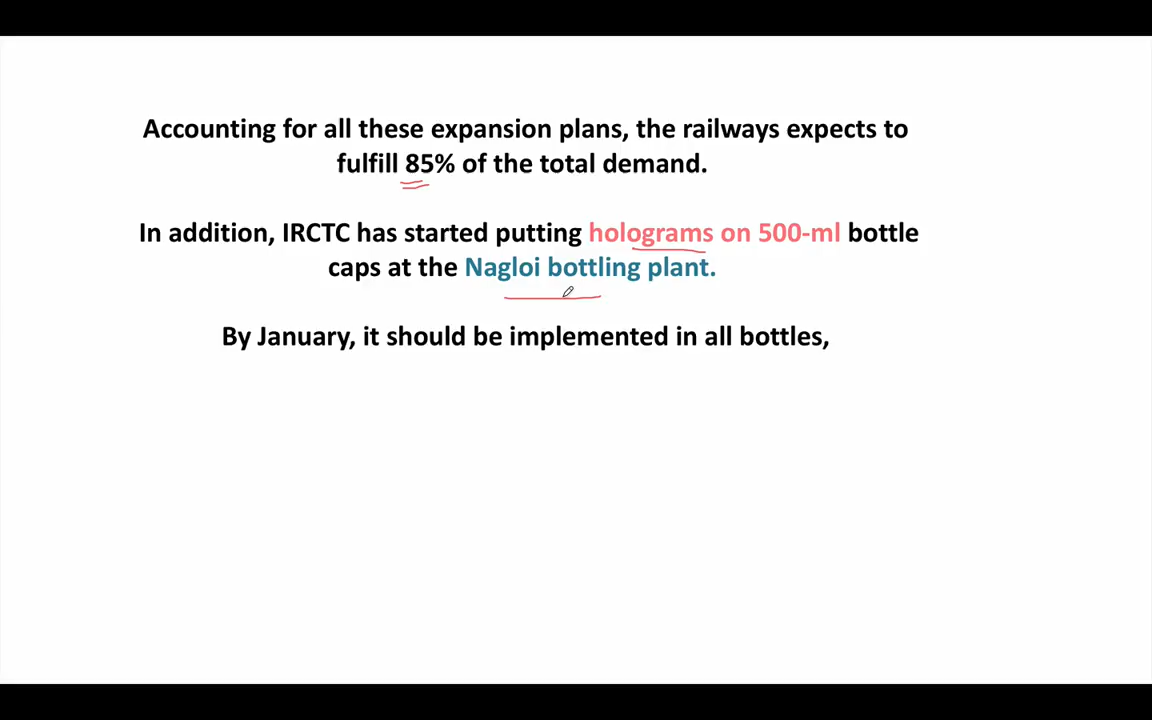 Accounting for all these expansion plans, the railways expects to
fulfill 85% of the total demand.
In addition, IRCTC has started putting holograms on 500-ml bottle
caps at the Nagloi bottling plant.
By January, it should be implemented in all bottles,